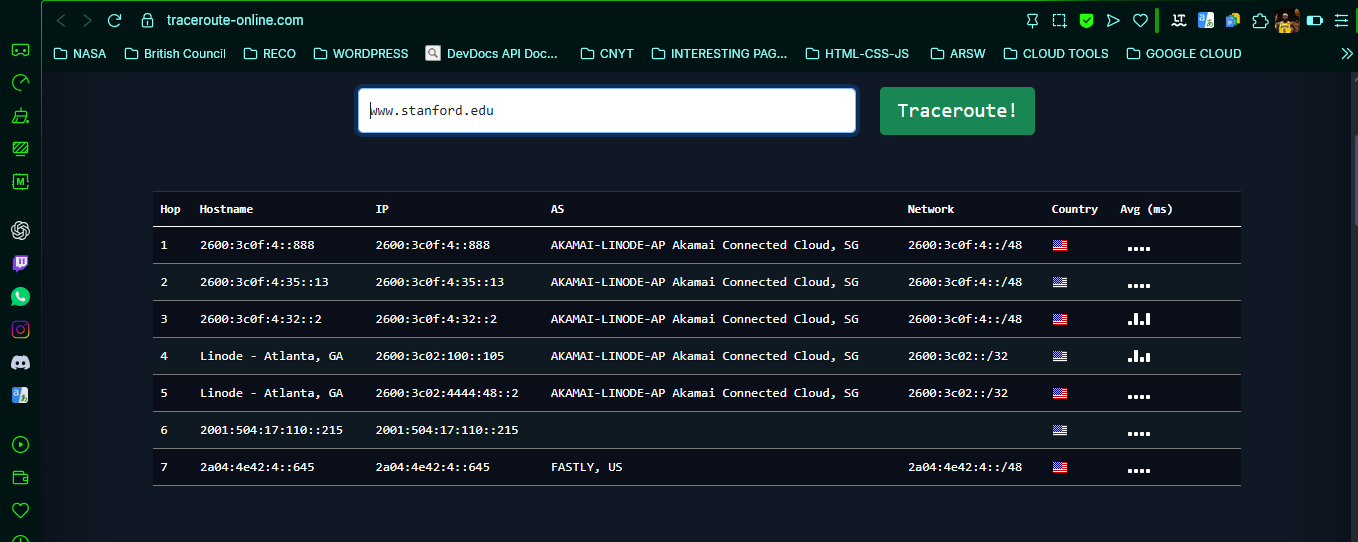 traceroute-online.com
NASA British Council RECO WORDPRESS DevDocs API Doc... CNYT INTERESTING PAG... HTML-CSS-JS ARSW CLOUD TOOLS GOOGLE CLOUD
www.stanford.edu Traceroute!
Hop Hostname IP AS Network Country Avg (ms)
1 2600:3c0f:4::888 2600:3c0f:4::888 AKAMAI-LINODE-AP Akamai Connected Cloud, SG 2600:3c0f:4::/48
2 2600:3c0f:4:35::13 2600:3c0f:4:35::13 AKAMAI-LINODE-AP Akamai Connected Cloud, SG 2600:3c0f:4::/48
3 2600:3c0f:4:32::2 2600:3c0f:4:32::2 AKAMAI-LINODE-AP Akamai Connected Cloud, SG 2600:3c0f:4::/48
4 Linode - Atlanta, GA 2600:3c02:100::105 AKAMAI-LINODE-AP Akamai Connected Cloud, SG 2600:3c02::/32
5 Linode - Atlanta, GA 2600:3c02:4444:48::2 AKAMAI-LINODE-AP Akamai Connected Cloud, SG 2600:3c02::/32
6 2001:504:17:110::215 2001:504:17:110::215
7 2a04:4e42:4::645 2a04:4e42:4::645 FASTLY, US 2a04:4e42:4::/48